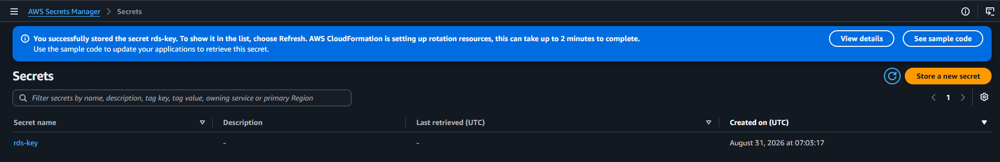 AWS Secrets Manager > Secrets
You successfully stored the secret rds-key. To show it in the list, choose Refresh. AWS CloudFormation is setting up rotation resources, this can take up to 2 minutes to complete.
Use the sample code to update your applications to retrieve this secret.
View details
See sample code
Secrets
Store a new secret
Filter secrets by name, description, tag key, tag value, owning service or primary Region
1
Secret name Description Last retrieved (UTC) Created on (UTC)
rds-key - - August 31, 2026 at 07:03:17